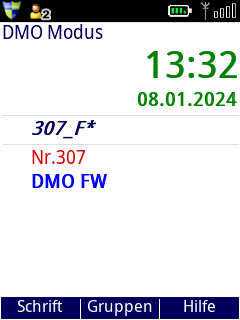 2
DMO Modus
13:32
08.01.2024
307_F*
Nr.307
DMO FW
Schrift Gruppen Hilfe